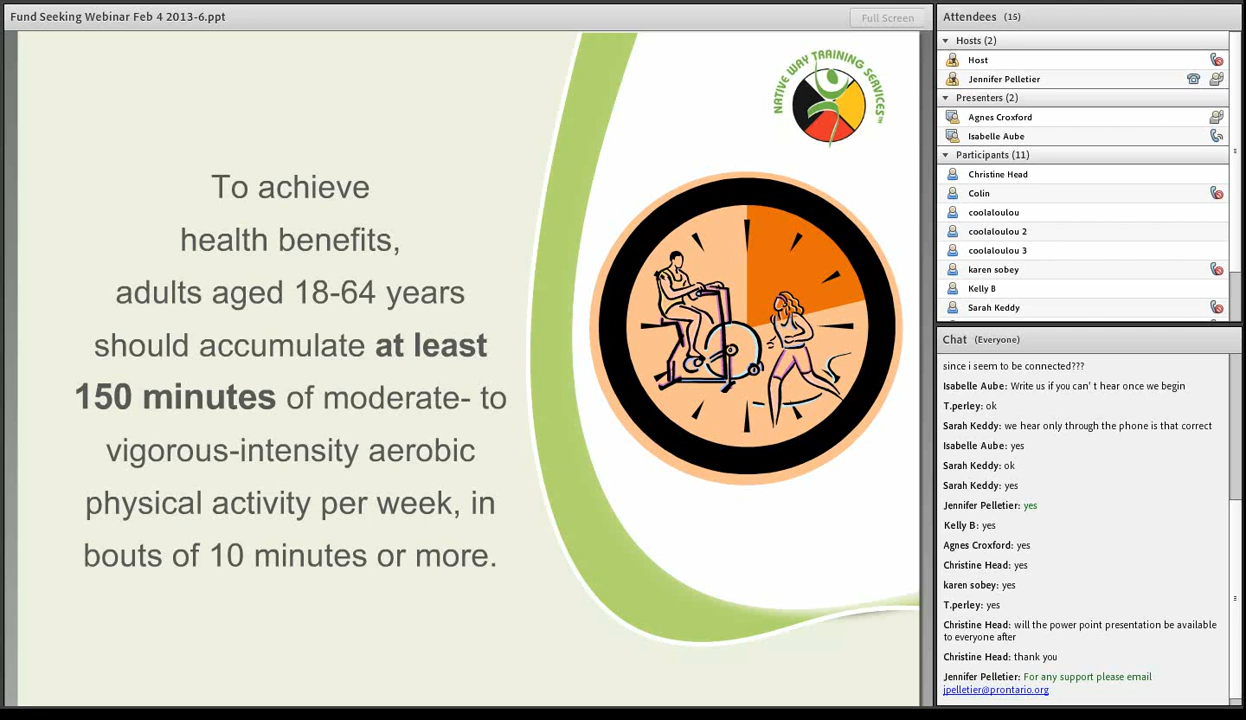 Fund Seeking Webinar Feb 4 2013-6.ppt
Full Screen
NATIVE WAY TRAINING SERVICES™
To achieve
health benefits,
adults aged 18-64 years
should accumulate at least
150 minutes of moderate- to
vigorous-intensity aerobic
physical activity per week, in
bouts of 10 minutes or more.
Attendees (15)
Hosts (2)
Host
Jennifer Pelletier
Presenters (2)
Agnes Croxford
Isabelle Aube
Participants (11)
Christine Head
Colin
coolaloulou
coolaloulou 2
coolaloulou 3
karen sobey
Kelly B
Sarah Keddy
Chat (Everyone)
since i seem to be connected???
Isabelle Aube: Write us if you can' t hear once we begin
T.perley: ok
Sarah Keddy: we hear only through the phone is that correct
Isabelle Aube: yes
Sarah Keddy: ok
Sarah Keddy: yes
Jennifer Pelletier: yes
Kelly B: yes
Agnes Croxford: yes
Christine Head: yes
karen sobey: yes
T.perley: yes
Christine Head: will the power point presentation be available
to everyone after
Christine Head: thank you
Jennifer Pelletier: For any support please email
jpelletier@prontario.org